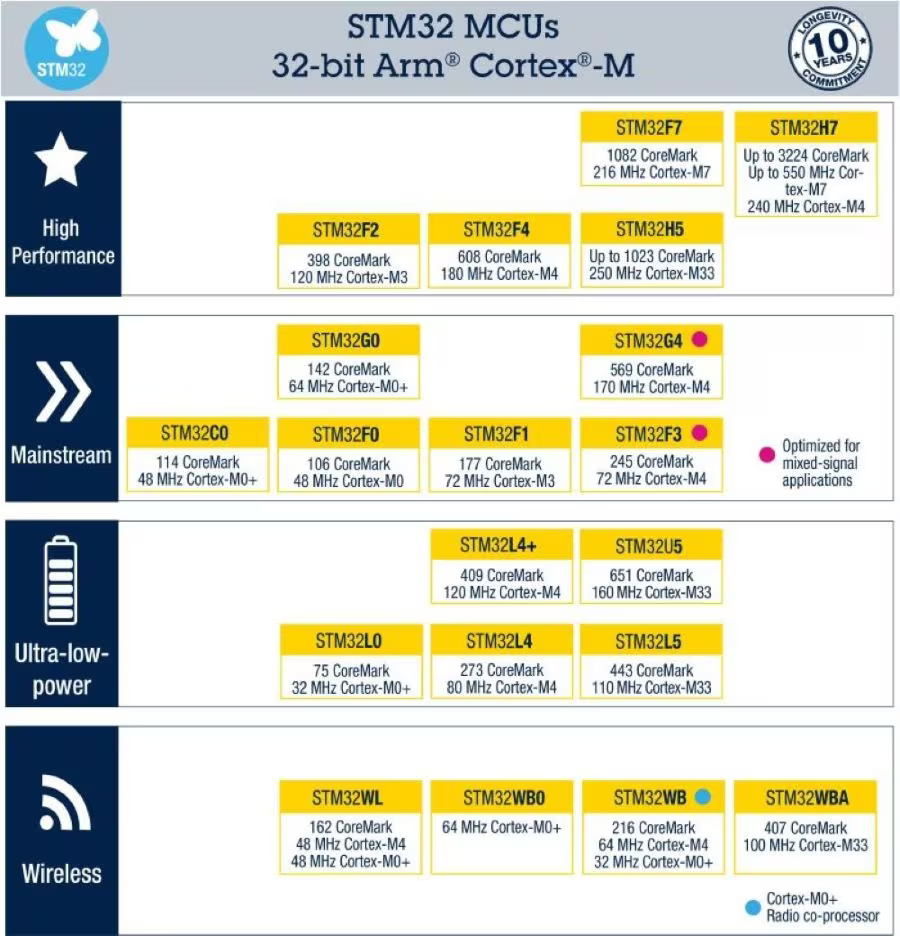 STM32
STM32 MCUs
32-bit Arm® Cortex®-M
LONGEVITY
10
YEARS
COMMITMENT
High
Performance
STM32F7
1082 CoreMark
216 MHz Cortex-M7
STM32H7
Up to 3224 CoreMark
Up to 550 MHz Cor-
tex-M7
240 MHz Cortex-M4
STM32F2
398 CoreMark
120 MHz Cortex-M3
STM32F4
608 CoreMark
180 MHz Cortex-M4
STM32H5
Up to 1023 CoreMark
250 MHz Cortex-M33
Mainstream
STM32G0
142 CoreMark
64 MHz Cortex-M0+
STM32G4
569 CoreMark
170 MHz Cortex-M4
STM32C0
114 CoreMark
48 MHz Cortex-M0+
STM32F0
106 CoreMark
48 MHz Cortex-M0
STM32F1
177 CoreMark
72 MHz Cortex-M3
STM32F3
245 CoreMark
72 MHz Cortex-M4
Optimized for
mixed-signal
applications
Ultra-low-
power
STM32L4+
409 CoreMark
120 MHz Cortex-M4
STM32U5
651 CoreMark
160 MHz Cortex-M33
STM32L0
75 CoreMark
32 MHz Cortex-M0+
STM32L4
273 CoreMark
80 MHz Cortex-M4
STM32L5
443 CoreMark
110 MHz Cortex-M33
Wireless
STM32WL
162 CoreMark
48 MHz Cortex-M4
48 MHz Cortex-M0+
STM32WB0
64 MHz Cortex-M0+
STM32WB
216 CoreMark
64 MHz Cortex-M4
32 MHz Cortex-M0+
STM32WBA
407 CoreMark
100 MHz Cortex-M33
Cortex-M0+
Radio co-processor